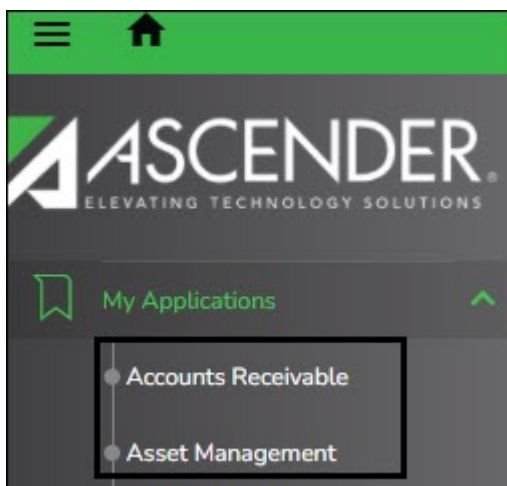 ASCENDER®
ELEVATING TECHNOLOGY SOLUTIONS
My Applications
Accounts Receivable
Asset Management